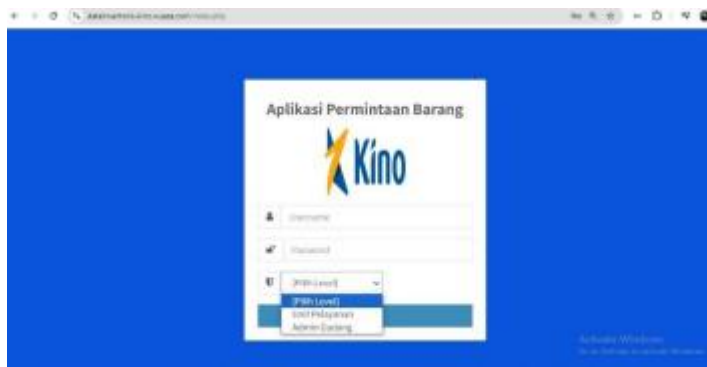 Aplikasi Permintaan Barang
Kino
Username
Password
[Pilih Level]
[Pilih Level]
Unit Pelayanan
Admin Gudang
Activate Windows